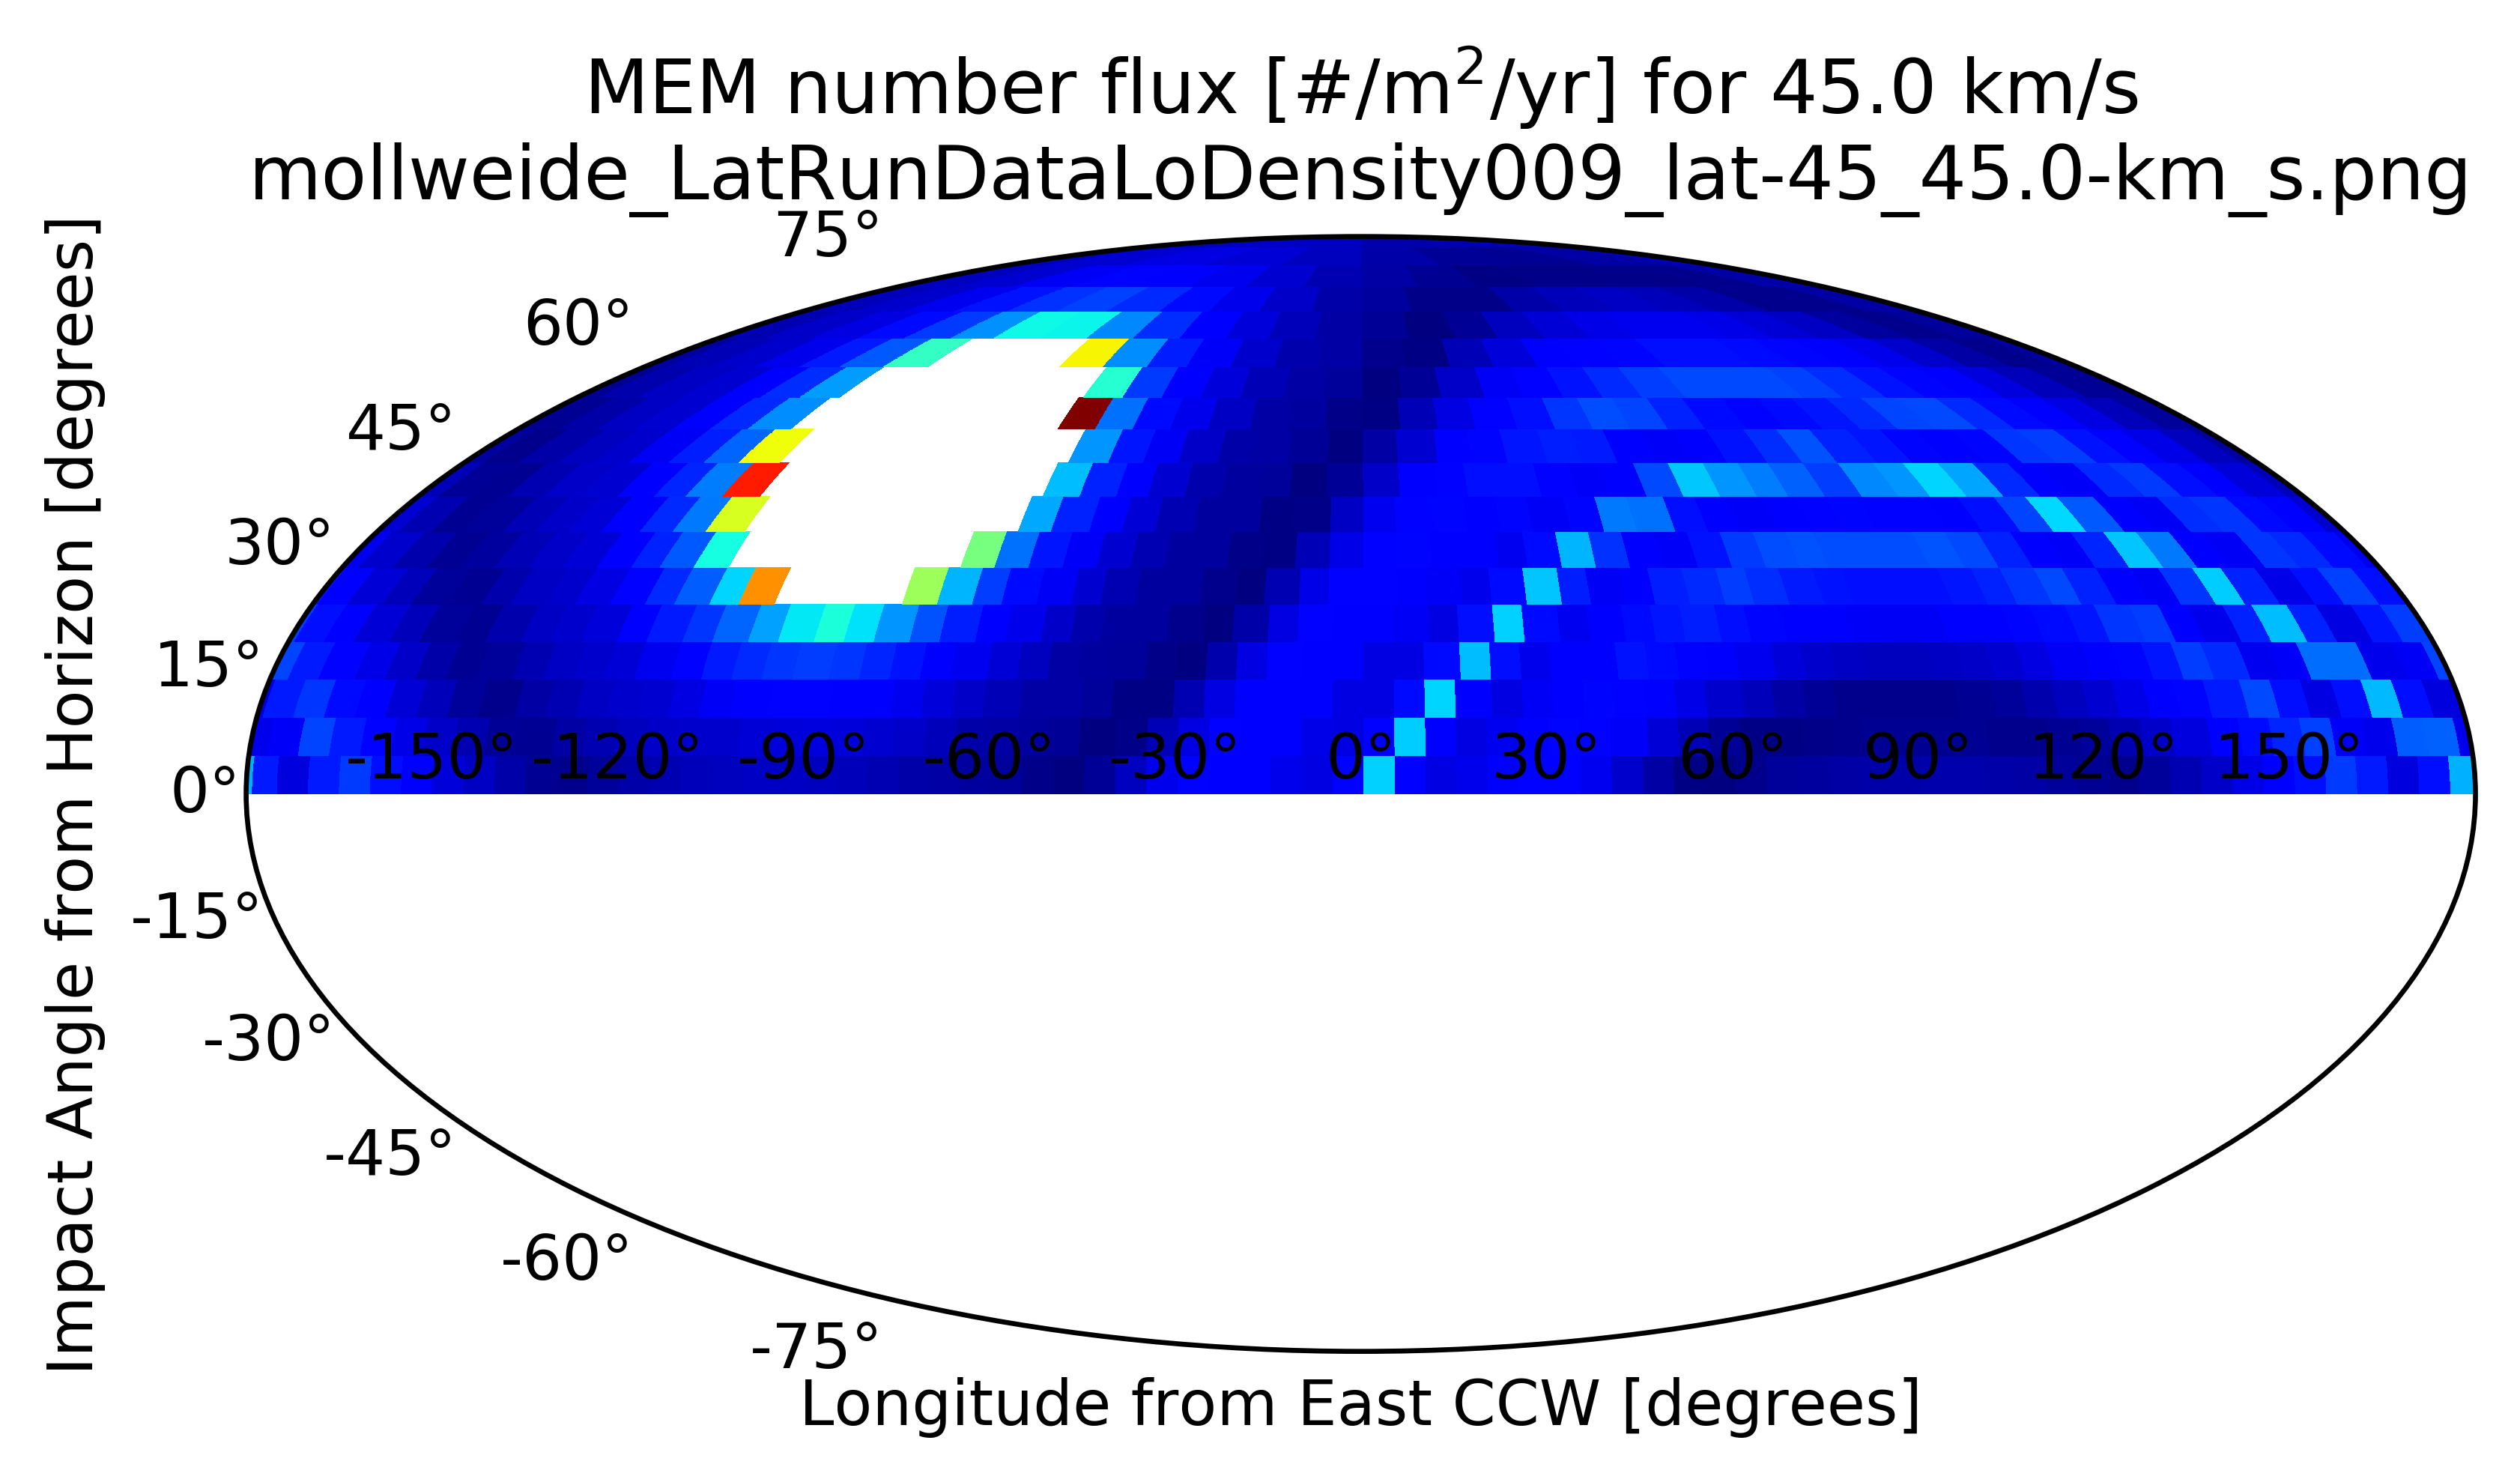 MEM number flux [#/m²/yr] for 45.0 km/s
mollweide_LatRunDataLoDensity009_lat-45_45.0-km_s.png
75°
60°
45°
30°
15°
0°
-15°
-30°
-45°
-60°
-75°
-150° -120° -90° -60° -30° 0° 30° 60° 90° 120° 150°
Impact Angle from Horizon [degrees]
Longitude from East CCW [degrees]